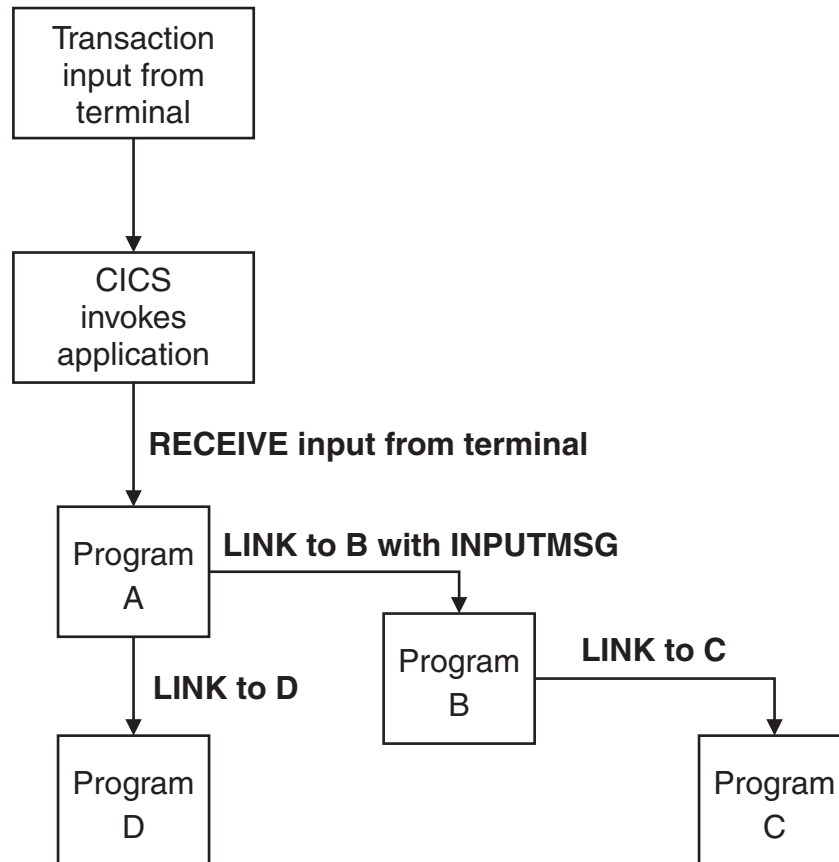 Transaction
input from
terminal
CICS
invokes
application
RECEIVE input from terminal
Program
A
LINK to B with INPUTMSG
Program
B
LINK to C
LINK to D
Program
D
Program
C